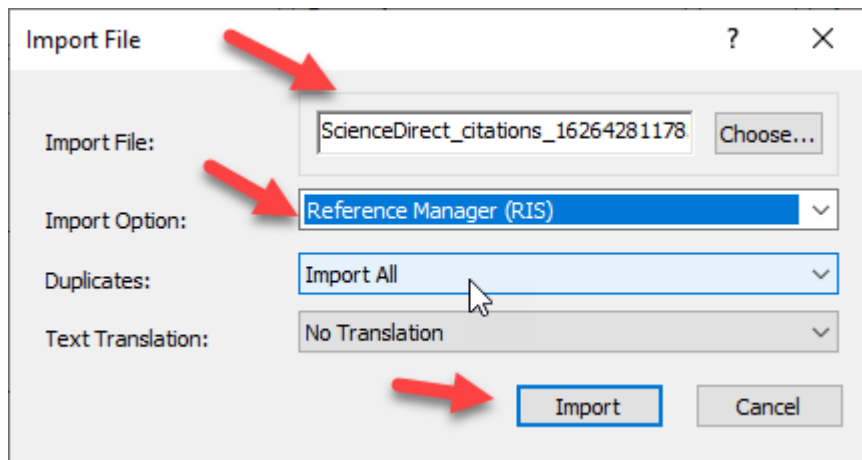 Import File
?
Import File:
ScienceDirect_citations_16264281178.
Choose...
Import Option:
Reference Manager (RIS)
Duplicates:
Import All
Text Translation:
No Translation
Import
Cancel